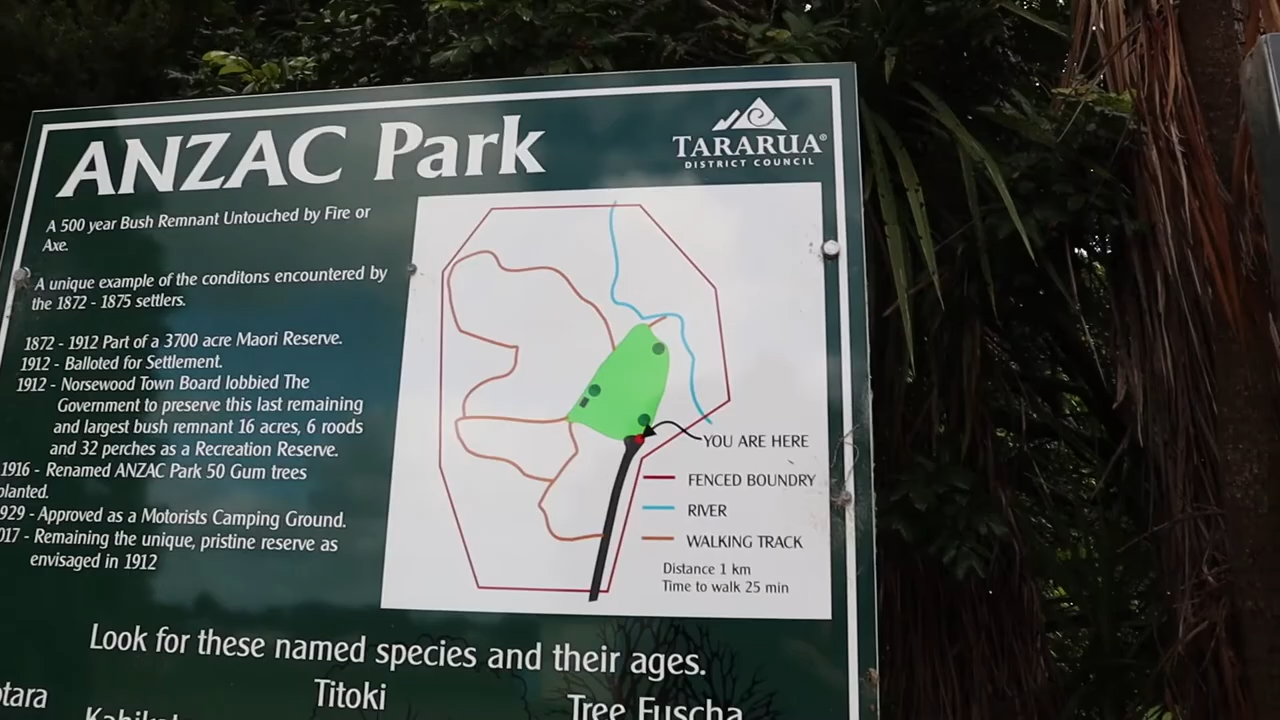 ANZAC Park
TARARUA®
DISTRICT COUNCIL
A 500 year Bush Remnant Untouched by Fire or
Axe.
A unique example of the conditons encountered by
the 1872 - 1875 settlers.
1872 - 1912 Part of a 3700 acre Maori Reserve.
1912 - Balloted for Settlement.
1912 - Norsewood Town Board lobbied The
Government to preserve this last remaining
and largest bush remnant 16 acres, 6 roods
and 32 perches as a Recreation Reserve.
1916 - Renamed ANZAC Park 50 Gum trees
planted.
929 - Approved as a Motorists Camping Ground.
017 - Remaining the unique, pristine reserve as
envisaged in 1912
YOU ARE HERE
FENCED BOUNDRY
RIVER
WALKING TRACK
Distance 1 km
Time to walk 25 min
Look for these named species and their ages.
Titoki
Tree Fuscha